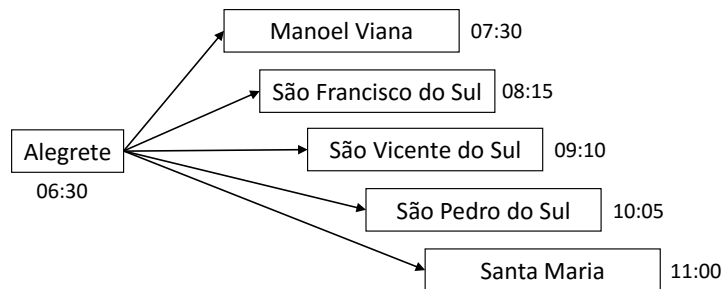 Manoel Viana 07:30
São Francisco do Sul 08:15
Alegrete
06:30
São Vicente do Sul 09:10
São Pedro do Sul 10:05
Santa Maria 11:00